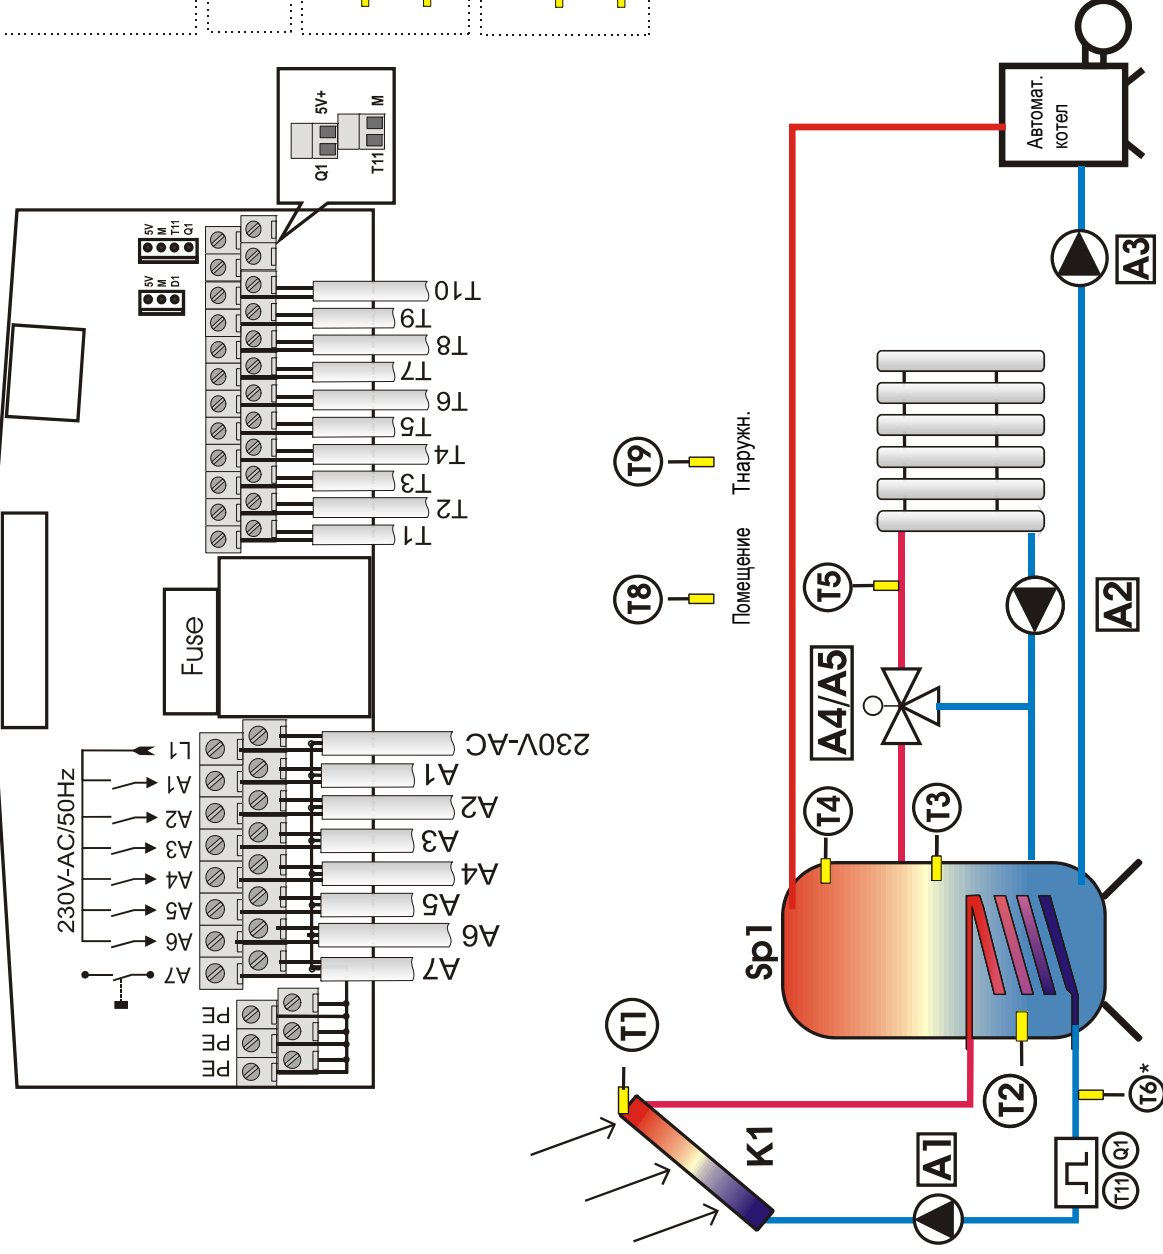 Q1
5V+
T11
M
5V
M
T11
Q1
5V
M
D1
T10
T9
T8
T7
T6
T5
T4
T3
T2
T1
Fuse
230V-AC/50Hz
L1
A1
A2
A3
A4
A5
A6
A7
PE
PE
PE
230V-AC
A1
A2
A3
A4
A5
A6
A7
Автомат.
котел
A3
T9
Tнаружн.
T8
Помещение
T5
A2
A4/A5
T4
T3
Sp1
T1
T2
K1
A1
T6*
T11
Q1